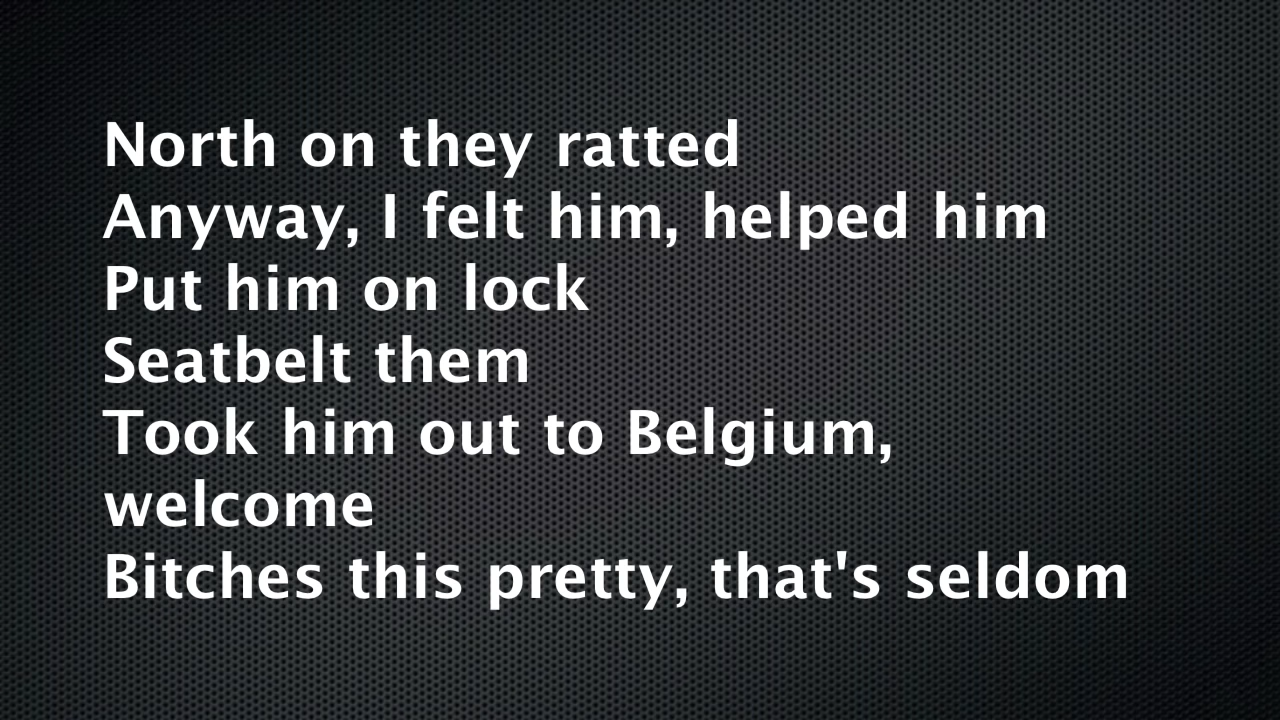 North on they ratted
Anyway, I felt him, helped him
Put him on lock
Seatbelt them
Took him out to Belgium,
welcome
Bitches this pretty, that's seldom